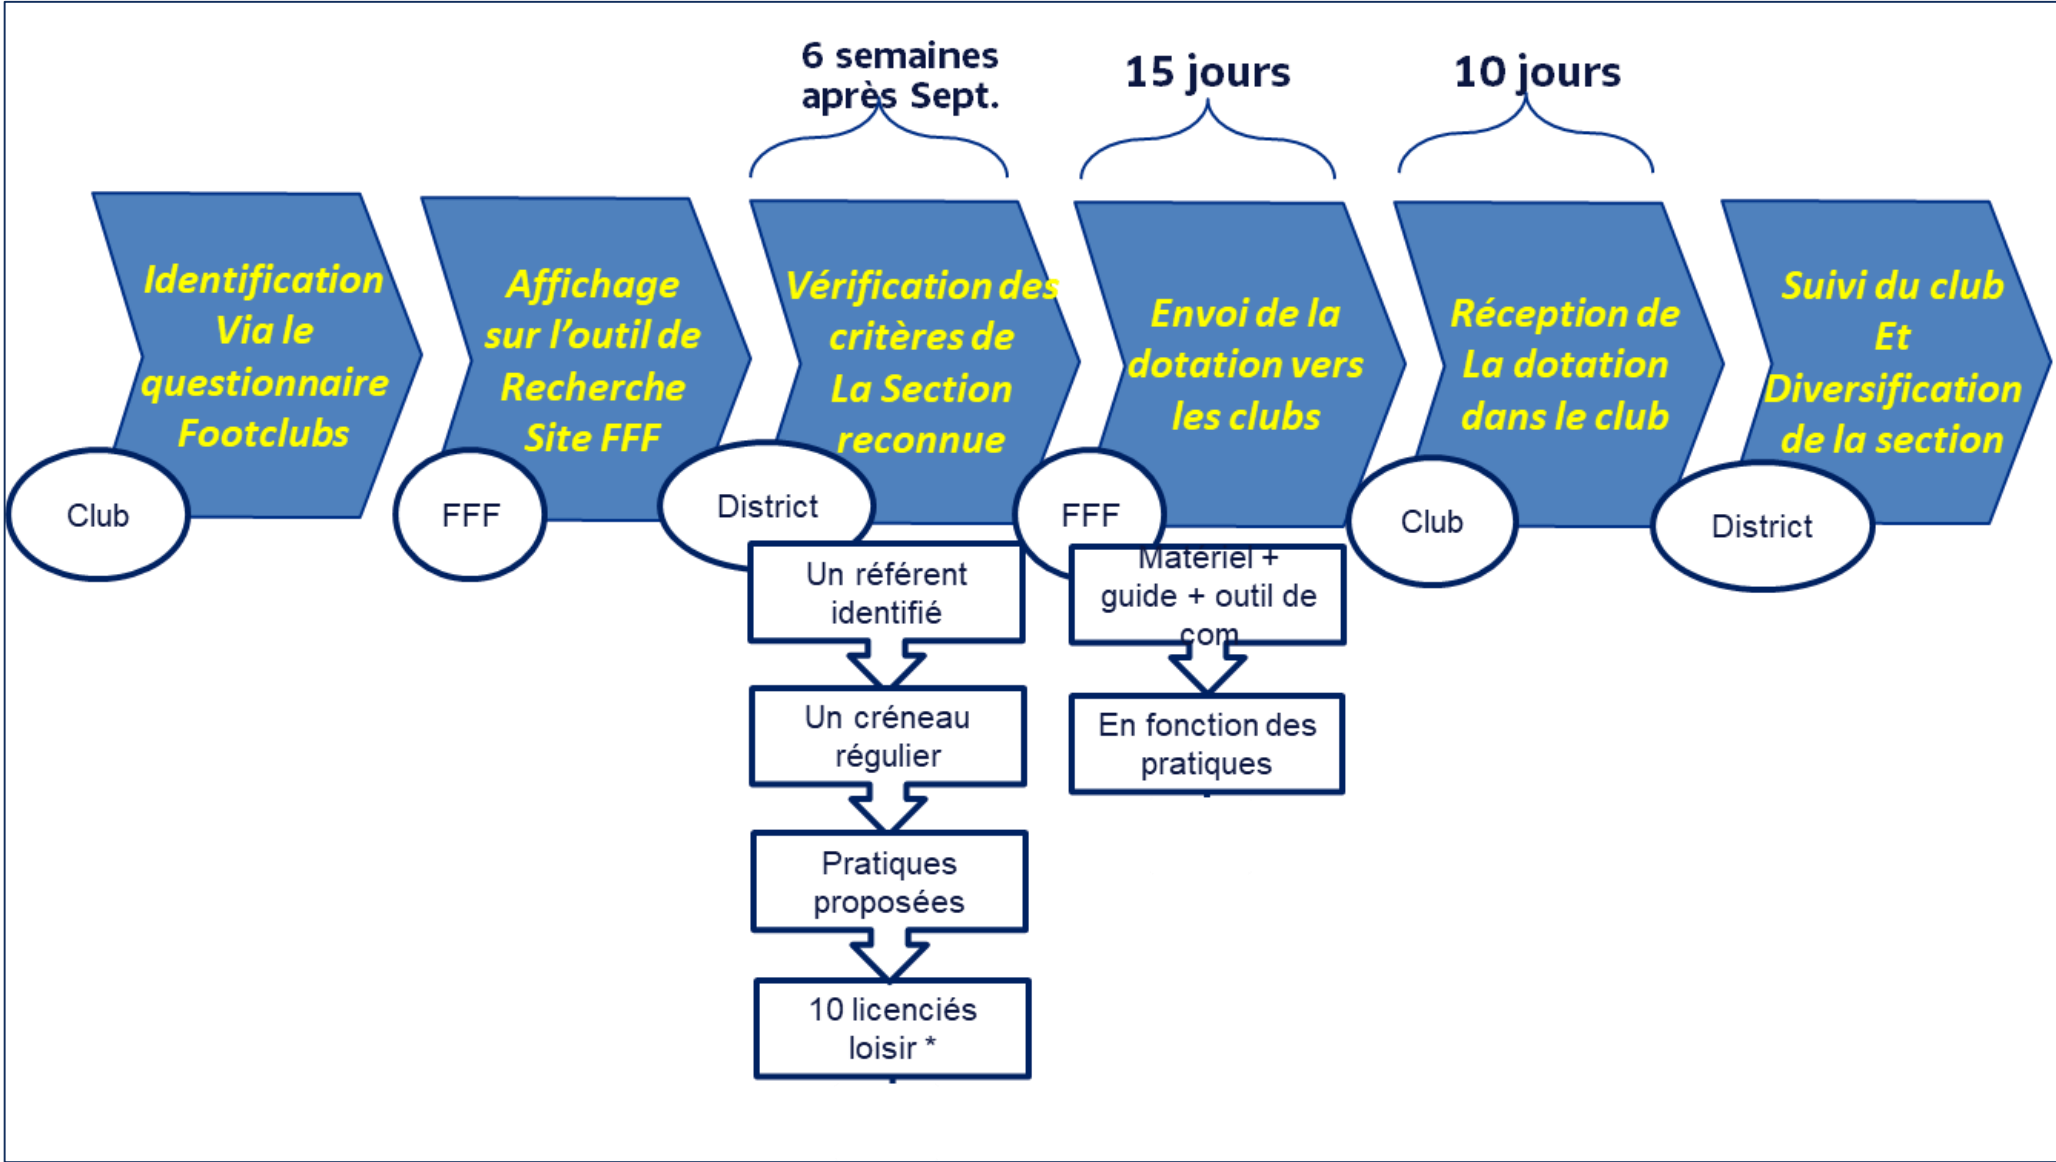 6 semaines
après Sept.
15 jours
10 jours
Identification
Via le
questionnaire
Footclubs
Club
Affichage
sur l'outil de
Recherche
Site FFF
FFF
Vérification des
critères de
La Section
reconnue
District
Envoi de la
dotation vers
les clubs
FFF
Réception de
La dotation
dans le club
Club
Suivi du club
Et
Diversification
de la section
District
Un référent
identifié
Un créneau
régulier
Pratiques
proposées
10 licenciés
loisir *
Matériel +
guide + outil de
com
En fonction des
pratiques